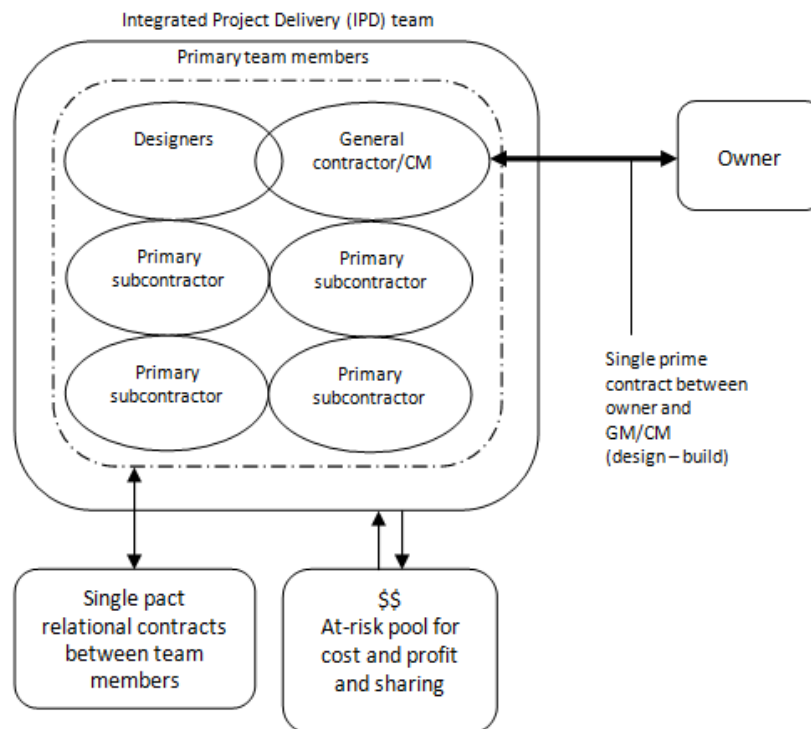 Integrated Project Delivery (IPD) team
Primary team members
Designers
General
contractor/CM
Owner
Primary
subcontractor
Primary
subcontractor
Primary
subcontractor
Primary
subcontractor
Single prime
contract between
owner and
GM/CM
(design – build)
Single pact
relational contracts
between team
members
$$
At-risk pool for
cost and profit
and sharing